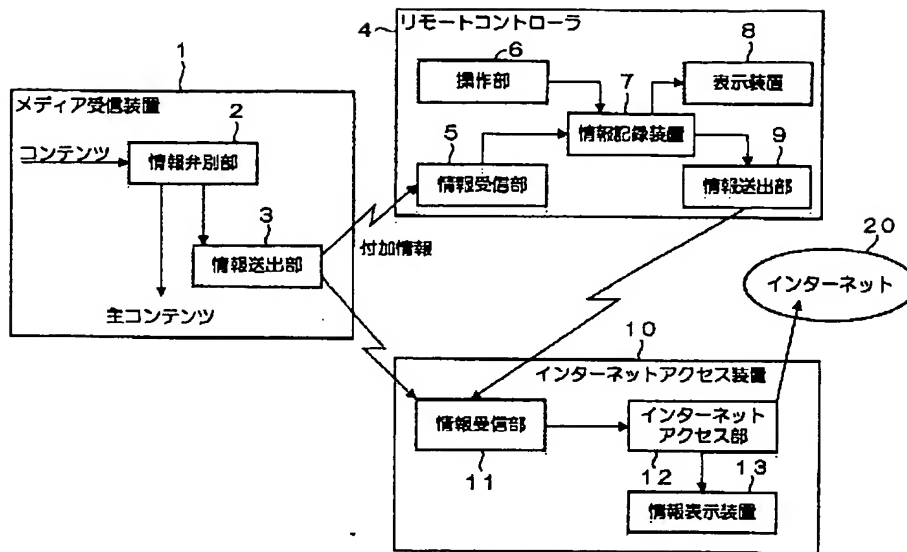 1
メディア受信装置
2
コンテンツ
情報弁別部
3
情報送出部
主コンテンツ
付加情報
4
リモートコントローラ
6
操作部
7
情報記録装置
8
表示装置
5
情報受信部
9
情報送出部
20
インターネット
10
インターネットアクセス装置
情報受信部
11
インターネット
アクセス部
12
13
情報表示装置